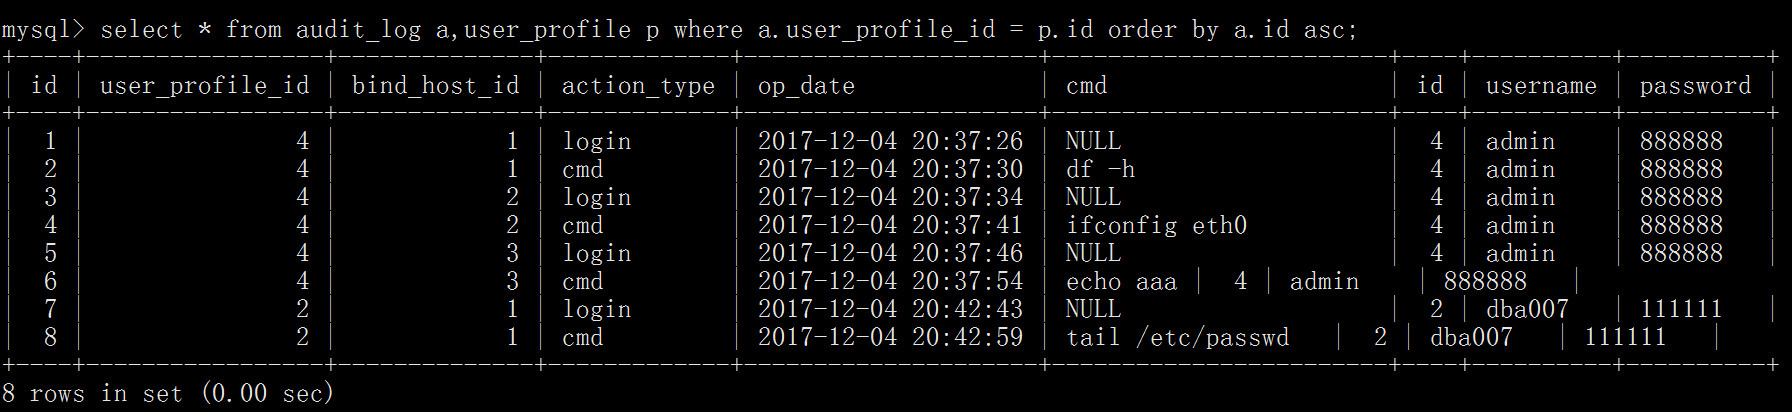 mysql> select * from audit_log a,user_profile p where a.user_profile_id = p.id order by a.id asc;
+----+-----------------+--------------+-------------+---------------------+------------------------+----+----------+----------+
| id | user_profile_id | bind_host_id | action_type | op_date             | cmd                    | id | username | password |
+----+-----------------+--------------+-------------+---------------------+------------------------+----+----------+----------+
|  1 |               4 |            1 | login       | 2017-12-04 20:37:26 | NULL                   |  4 | admin    | 888888   |
|  2 |               4 |            1 | cmd         | 2017-12-04 20:37:30 | df -h                  |  4 | admin    | 888888   |
|  3 |               4 |            2 | login       | 2017-12-04 20:37:34 | NULL                   |  4 | admin    | 888888   |
|  4 |               4 |            2 | cmd         | 2017-12-04 20:37:41 | ifconfig eth0          |  4 | admin    | 888888   |
|  5 |               4 |            3 | login       | 2017-12-04 20:37:46 | NULL                   |  4 | admin    | 888888   |
|  6 |               4 |            3 | cmd         | 2017-12-04 20:37:54 | echo aaa |  4 | admin    | 888888   |
|  7 |               2 |            1 | login       | 2017-12-04 20:42:43 | NULL                   |  2 | dba007   | 111111   |
|  8 |               2 |            1 | cmd         | 2017-12-04 20:42:59 | tail /etc/passwd   |  2 | dba007   | 111111   |
+----+-----------------+--------------+-------------+---------------------+------------------------+----+----------+----------+
8 rows in set (0.00 sec)